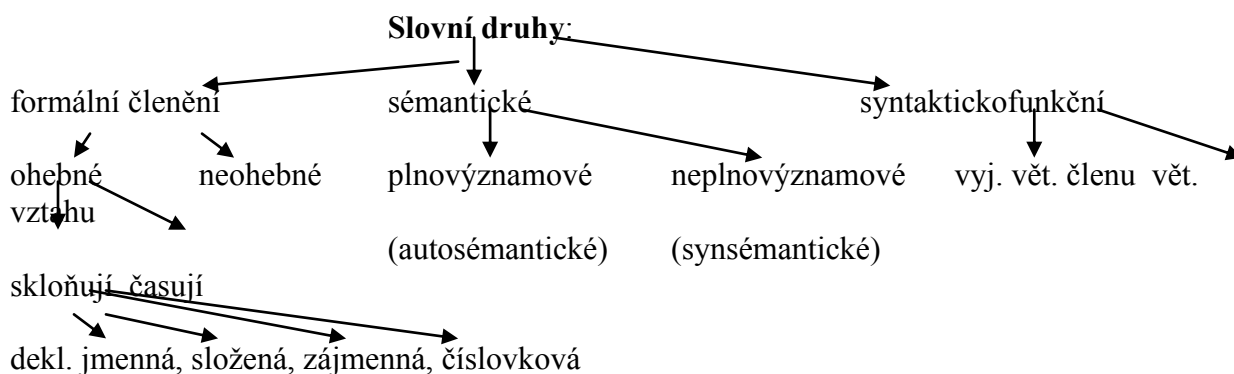 Slovní druhy:
formální členění sémantické syntaktickofunkční
ohebné neohebné plnovýznamové neplnovýznamové vyj. vět. členu vět.
vztahu
(autosémantické) (synsémantické)
skloňují časují
dekl. jmenná, složená, zájmenná, číslovková